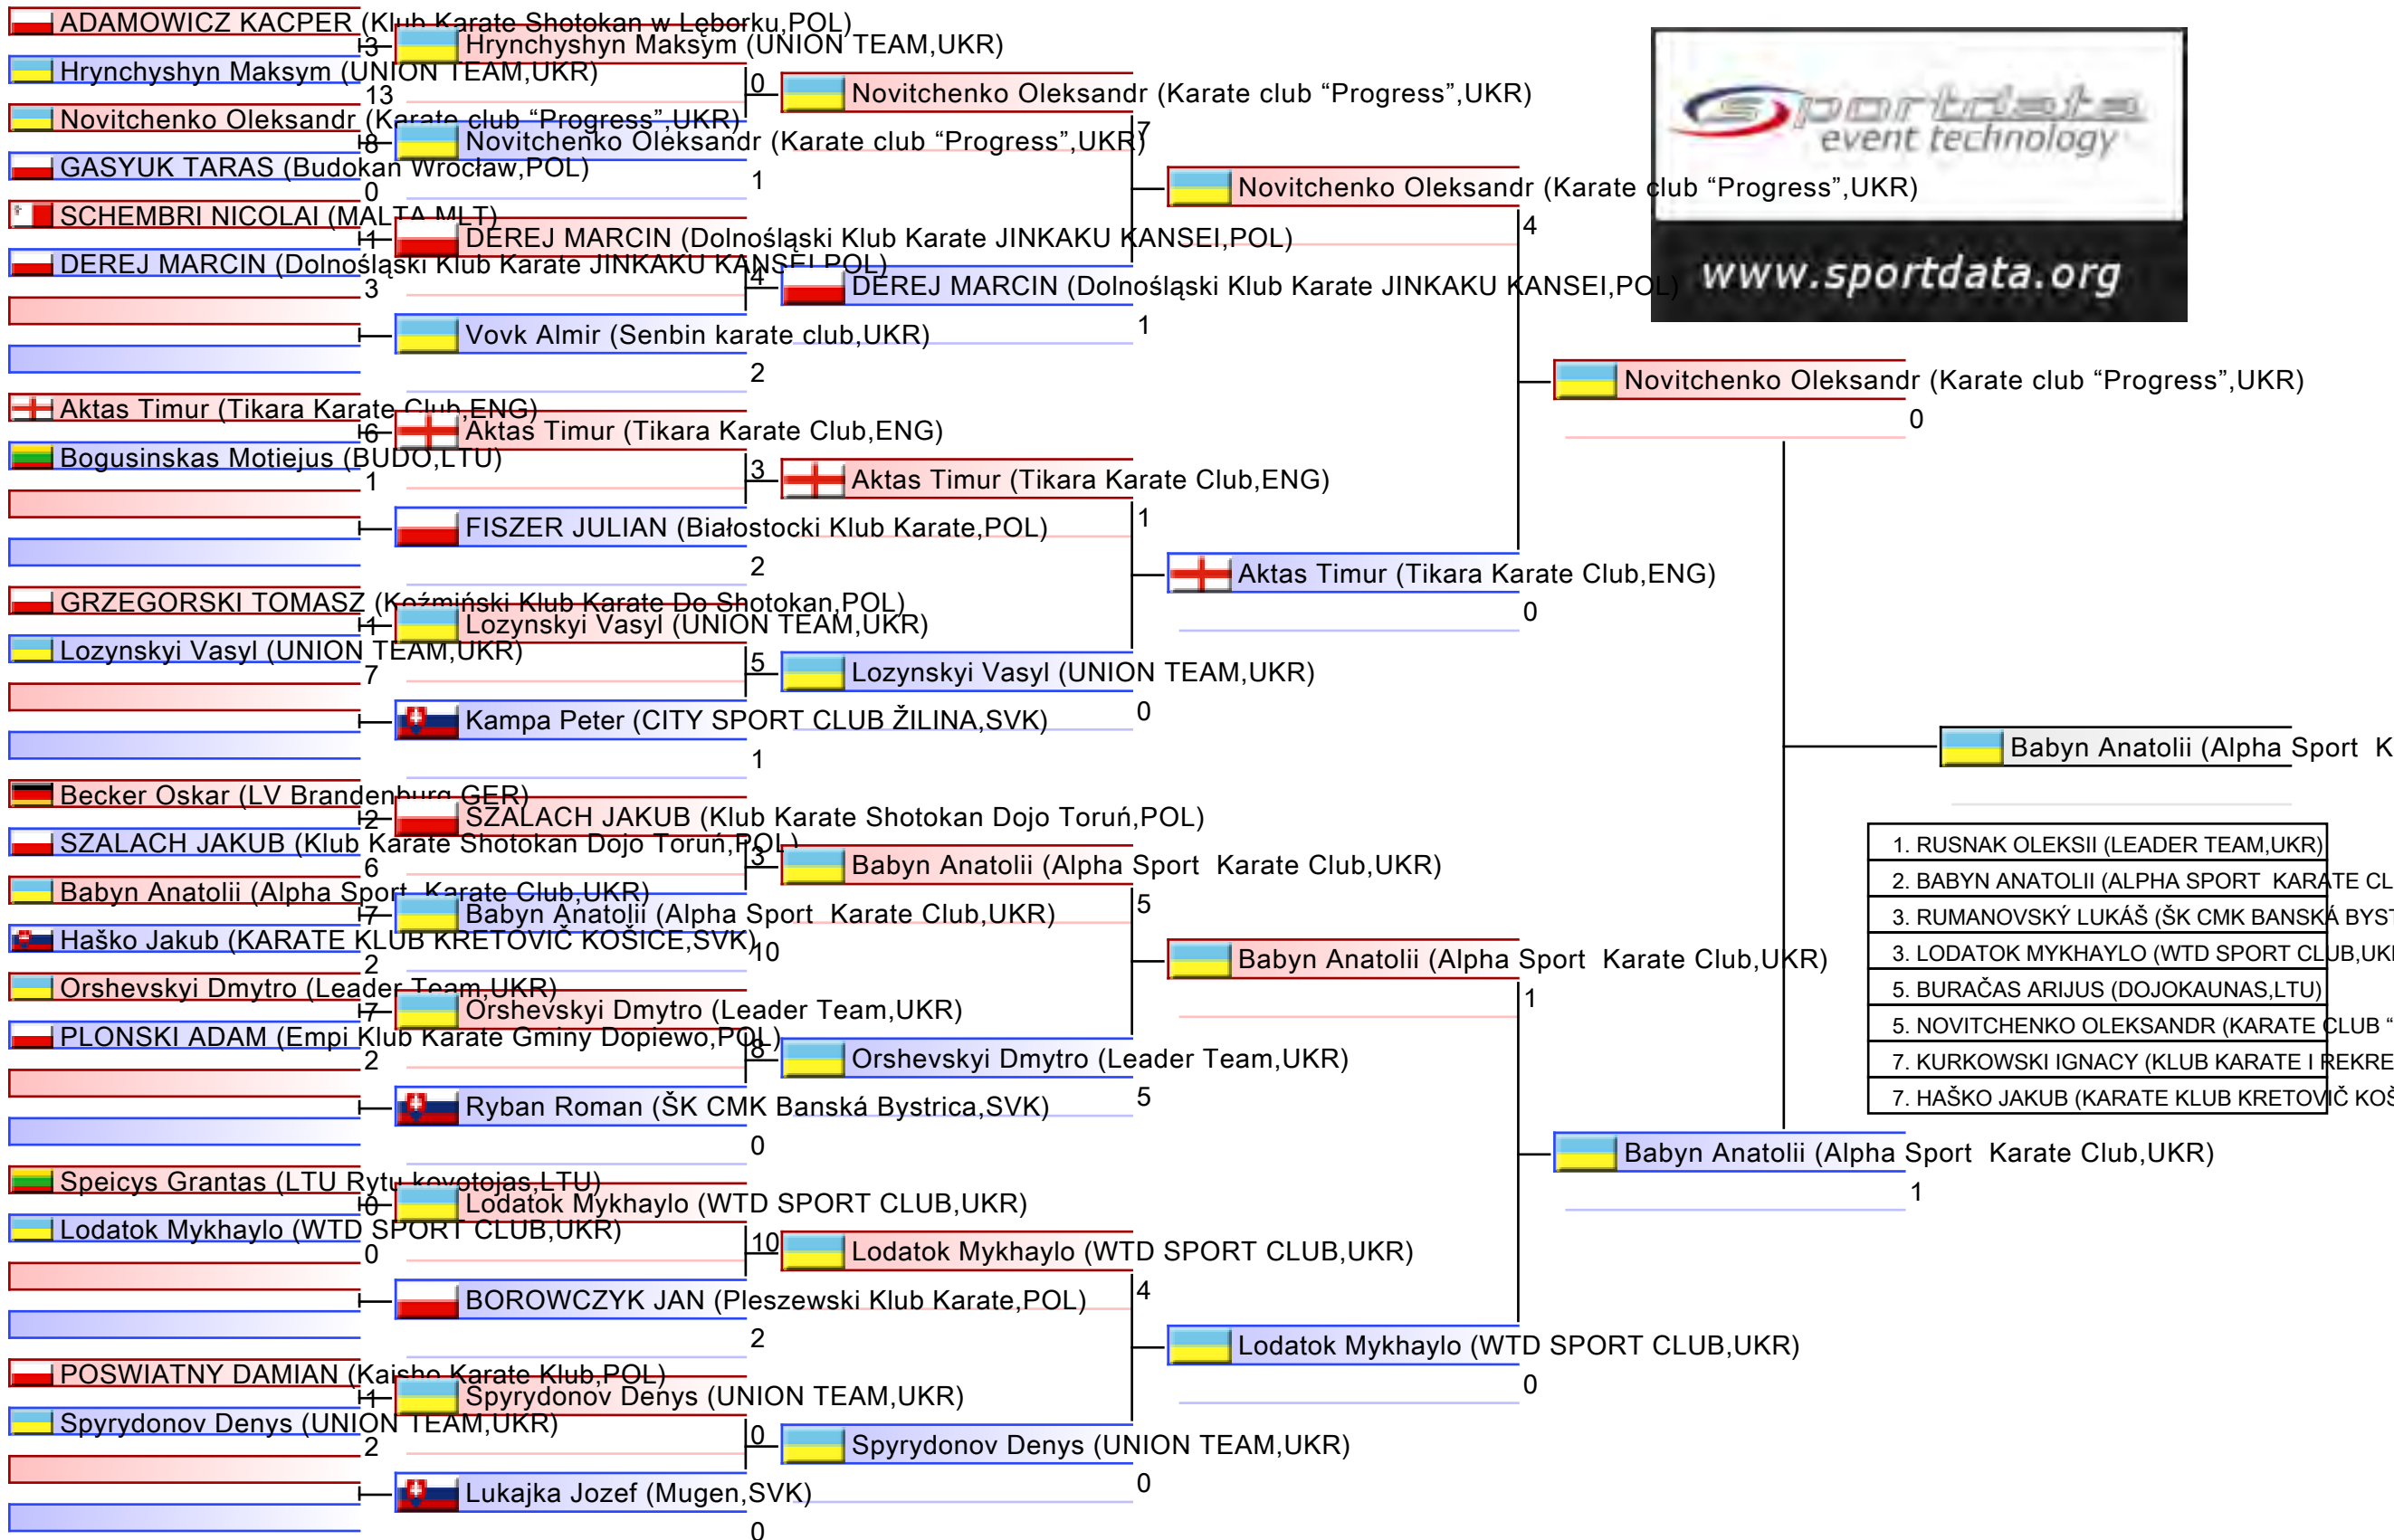 ADAMOWICZ KACPER (Klub Karate Shotokan w Lęborku,POL)
3
Hrynchyshyn Maksym (UNION TEAM,UKR)
13
Novitchenko Oleksandr (Karate club “Progress”,UKR)
8
GASYUK TARAS (Budokan Wrocław,POL)
0
SCHEMBRI NICOLAI (MALTA,MLT)
1
DEREJ MARCIN (Dolnośląski Klub Karate JINKAKU KANSEI,POL)
3
Aktas Timur (Tikara Karate Club,ENG)
6
Bogusinskas Motiejus (BUDO,LTU)
1
GRZEGORSKI TOMASZ (Koźmiński Klub Karate Do Shotokan,POL)
1
Lozynskyi Vasyl (UNION TEAM,UKR)
7
Becker Oskar (LV Brandenburg,GER)
2
SZALACH JAKUB (Klub Karate Shotokan Dojo Toruń,POL)
6
Babyn Anatolii (Alpha Sport  Karate Club,UKR)
7
Haško Jakub (KARATE KLUB KRETOVIČ KOŠICE,SVK)
2
Orshevskyi Dmytro (Leader Team,UKR)
7
PLONSKI ADAM (Empi Klub Karate Gminy Dopiewo,POL)
2
Speicys Grantas (LTU Rytu kovotojas,LTU)
0
Lodatok Mykhaylo (WTD SPORT CLUB,UKR)
0
POSWIATNY DAMIAN (Kaisho Karate Klub,POL)
1
Spyrydonov Denys (UNION TEAM,UKR)
2
Hrynchyshyn Maksym (UNION TEAM,UKR)
0
Novitchenko Oleksandr (Karate club “Progress”,UKR)
1
DEREJ MARCIN (Dolnośląski Klub Karate JINKAKU KANSEI,POL)
4
Vovk Almir (Senbin karate club,UKR)
2
Aktas Timur (Tikara Karate Club,ENG)
3
FISZER JULIAN (Białostocki Klub Karate,POL)
2
Lozynskyi Vasyl (UNION TEAM,UKR)
5
Kampa Peter (CITY SPORT CLUB ŽILINA,SVK)
1
SZALACH JAKUB (Klub Karate Shotokan Dojo Toruń,POL)
3
Babyn Anatolii (Alpha Sport  Karate Club,UKR)
10
Orshevskyi Dmytro (Leader Team,UKR)
8
Ryban Roman (ŠK CMK Banská Bystrica,SVK)
0
Lodatok Mykhaylo (WTD SPORT CLUB,UKR)
10
BOROWCZYK JAN (Pleszewski Klub Karate,POL)
2
Spyrydonov Denys (UNION TEAM,UKR)
0
Lukajka Jozef (Mugen,SVK)
0
Novitchenko Oleksandr (Karate club “Progress”,UKR)
7
DEREJ MARCIN (Dolnośląski Klub Karate JINKAKU KANSEI,POL)
1
Aktas Timur (Tikara Karate Club,ENG)
1
Lozynskyi Vasyl (UNION TEAM,UKR)
0
Babyn Anatolii (Alpha Sport  Karate Club,UKR)
5
Orshevskyi Dmytro (Leader Team,UKR)
5
Lodatok Mykhaylo (WTD SPORT CLUB,UKR)
4
Spyrydonov Denys (UNION TEAM,UKR)
0
Novitchenko Oleksandr (Karate club “Progress”,UKR)
4
Aktas Timur (Tikara Karate Club,ENG)
0
Babyn Anatolii (Alpha Sport  Karate Club,UKR)
1
Lodatok Mykhaylo (WTD SPORT CLUB,UKR)
0
Novitchenko Oleksandr (Karate club “Progress”,UKR)
0
Babyn Anatolii (Alpha Sport  Karate Club,UKR)
1
Babyn Anatolii (Alpha Sport  K
sportdata
event technology
www.sportdata.org
1. RUSNAK OLEKSII (LEADER TEAM,UKR)
2. BABYN ANATOLII (ALPHA SPORT  KARATE CL
3. RUMANOVSKÝ LUKÁŠ (ŠK CMK BANSKÁ BYST
3. LODATOK MYKHAYLO (WTD SPORT CLUB,UKR
5. BURAČAS ARIJUS (DOJOKAUNAS,LTU)
5. NOVITCHENKO OLEKSANDR (KARATE CLUB “
7. KURKOWSKI IGNACY (KLUB KARATE I REKRE
7. HAŠKO JAKUB (KARATE KLUB KRETOVIČ KOŠ